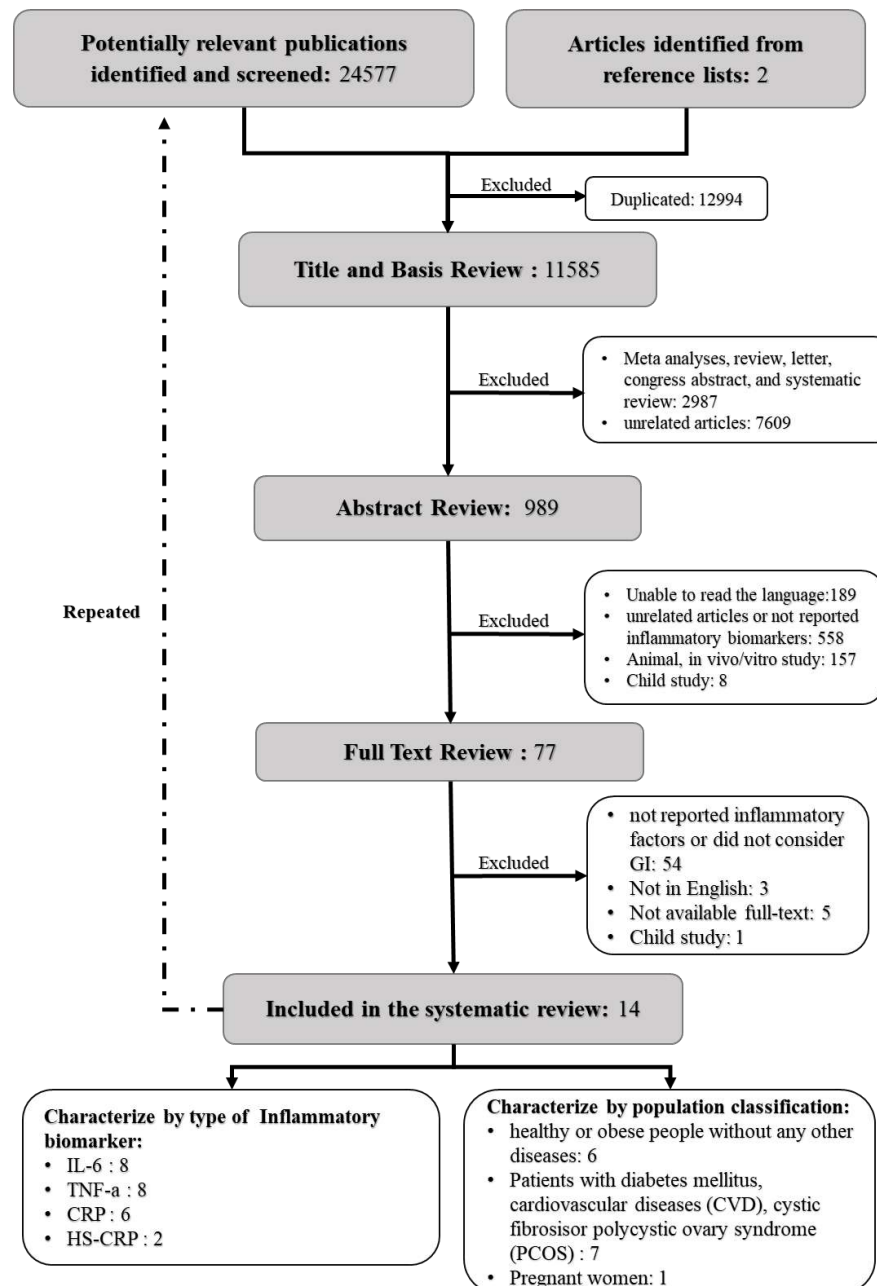 Potentially relevant publications
identified and screened: 24577
Articles identified from
reference lists: 2
Excluded
Duplicated: 12994
Title and Basis Review : 11585
Excluded
• Meta analyses, review, letter,
congress abstract, and systematic
review: 2987
• unrelated articles: 7609
Abstract Review: 989
Repeated
Excluded
• Unable to read the language:189
• unrelated articles or not reported
inflammatory biomarkers: 558
• Animal, in vivo/vitro study: 157
• Child study: 8
Full Text Review : 77
Excluded
• not reported inflammatory
factors or did not consider
GI: 54
• Not in English: 3
• Not available full-text: 5
• Child study: 1
Included in the systematic review: 14
Characterize by type of Inflammatory
biomarker:
• IL-6 : 8
• TNF-a : 8
• CRP : 6
• HS-CRP : 2
Characterize by population classification:
• healthy or obese people without any other
diseases: 6
• Patients with diabetes mellitus,
cardiovascular diseases (CVD), cystic
fibrosisor polycystic ovary syndrome
(PCOS) : 7
• Pregnant women: 1